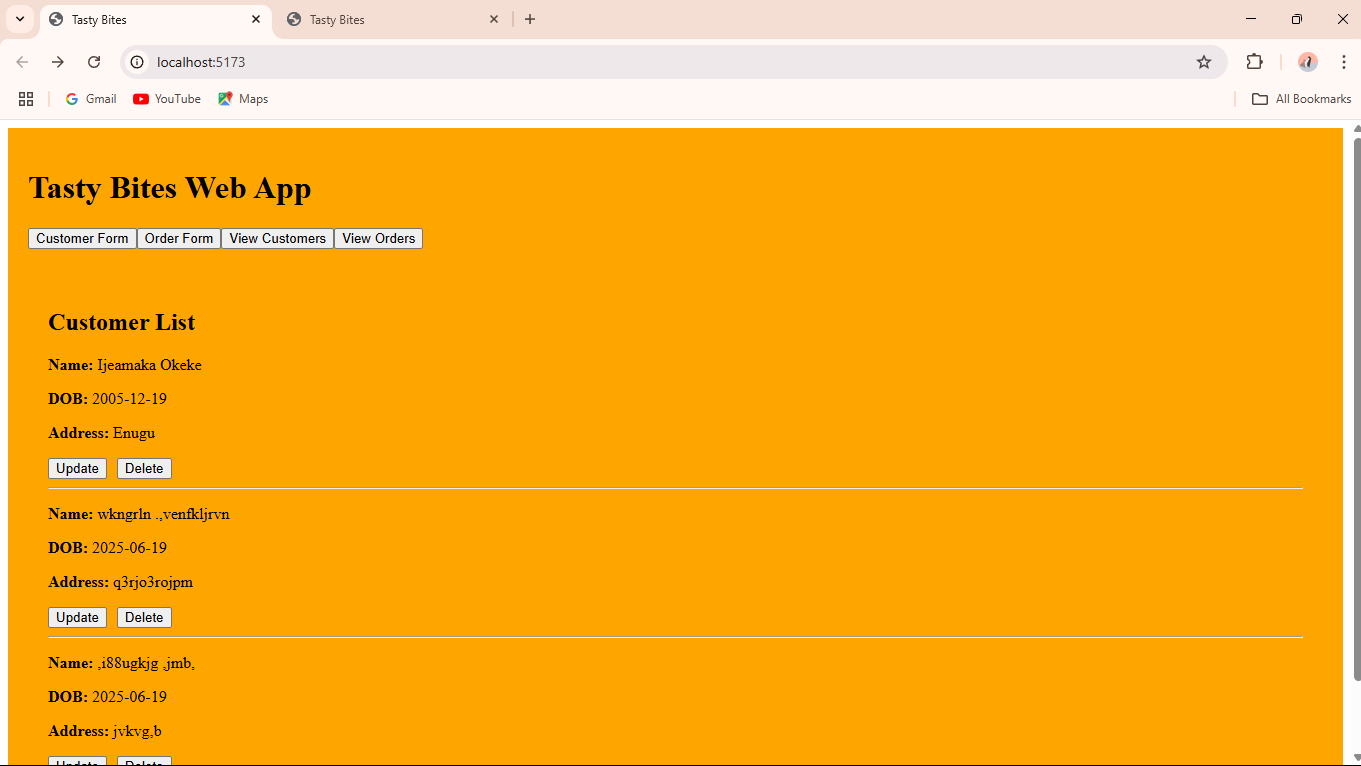 Tasty Bites
Tasty Bites
localhost:5173
Gmail YouTube Maps All Bookmarks
Tasty Bites Web App
Customer Form Order Form View Customers View Orders
Customer List
Name: Ijeamaka Okeke
DOB: 2005-12-19
Address: Enugu
Update Delete
Name: wkngrln .,venfkljrvn
DOB: 2025-06-19
Address: q3rjo3rojpm
Update Delete
Name: ,i88ugkjg ,jmb,
DOB: 2025-06-19
Address: jvkvg,b
Update Delete